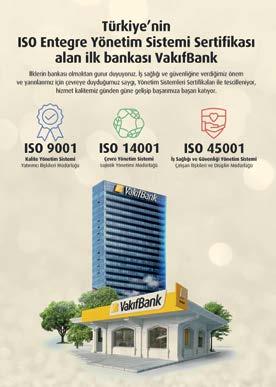 Türkiye'nin
ISO Entegre Yönetim Sistemi Sertifikası
alan ilk bankası VakıfBank
İlklerin bankası olmaktan gurur duyuyoruz. İş sağlığı ve güvenliğine verdiğimiz önem
ve yarınlarımız için çevreye duyduğumuz saygı, Yönetim Sistemleri Sertifikaları ile tescilleniyor,
hizmet kalitemiz günden güne gelişip başarımıza başarı katıyor.
ISO 9001
Kalite Yönetim Sistemi
Yatırımcı İlişkileri Müdürlüğü
ISO 14001
Çevre Yönetim Sistemi
Lojistik Yönetimi Müdürlüğü
ISO 45001
İş Sağlığı ve Güvenliği Yönetim Sistemi
Çalışan İlişkileri ve Disiplin Müdürlüğü
VakıfBank
VakıfBank